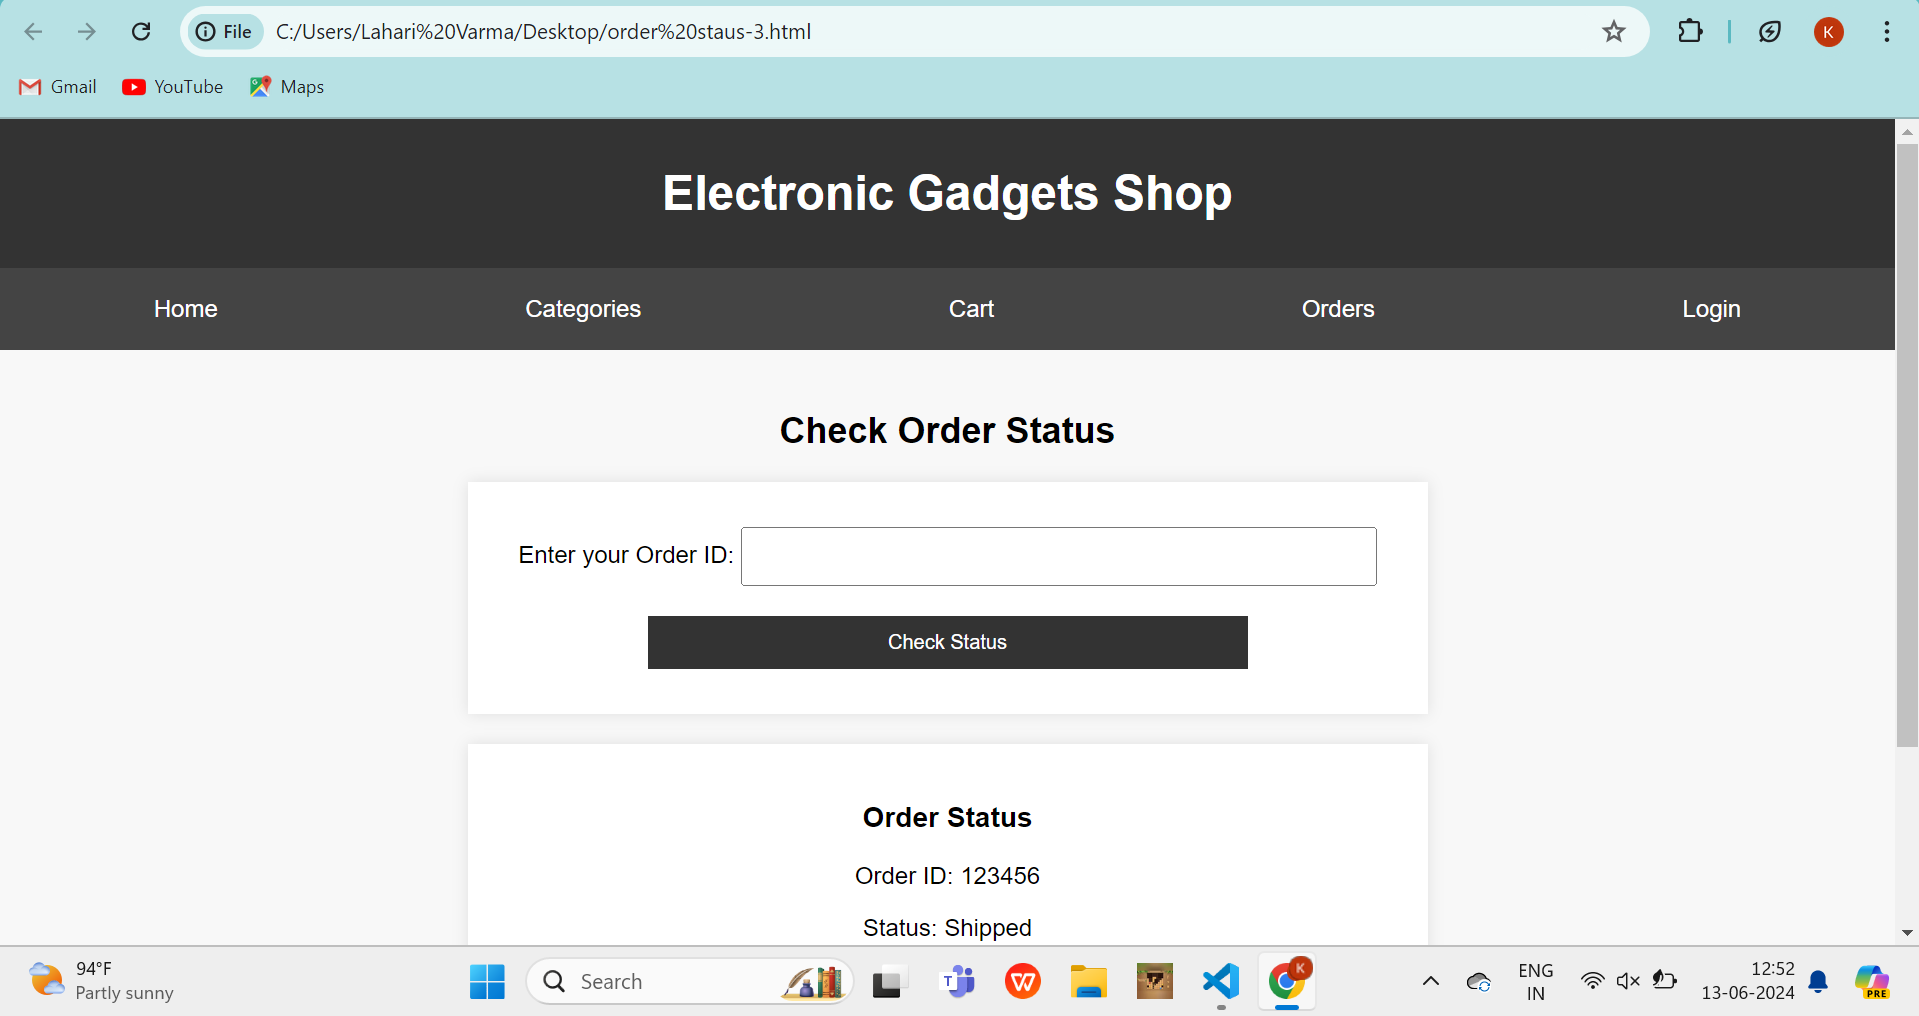 File C:/Users/Lahari%20Varma/Desktop/order%20staus-3.html K
Gmail YouTube Maps
Electronic Gadgets Shop
Home Categories Cart Orders Login
Check Order Status
Enter your Order ID:
Check Status
Order Status
Order ID: 123456
Status: Shipped
94°F
Partly sunny
Search
T
W
K
ENG
IN
12:52
13-06-2024
PRE